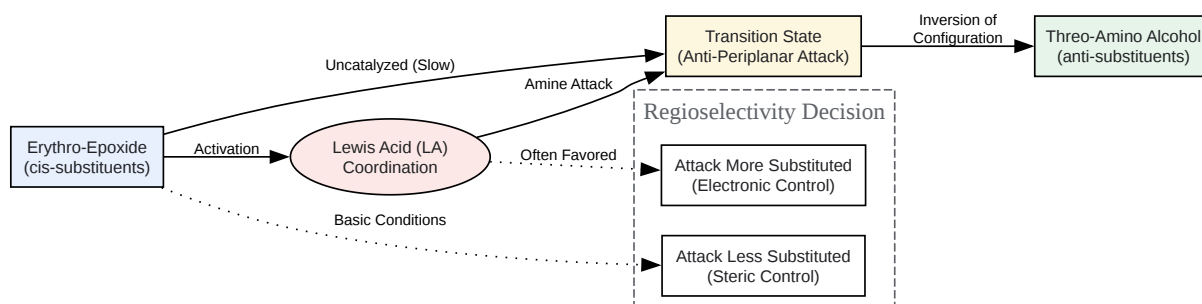 Erythro-Epoxide
(cis-substituents)
Activation
Uncatalyzed (Slow)
Basic Conditions
Lewis Acid (LA)
Coordination
Amine Attack
Often Favored
Transition State
(Anti-Periplanar Attack)
Inversion of
Configuration
Threo-Amino Alcohol
(anti-substituents)
Regioselectivity Decision
Attack More Substituted
(Electronic Control)
Attack Less Substituted
(Steric Control)